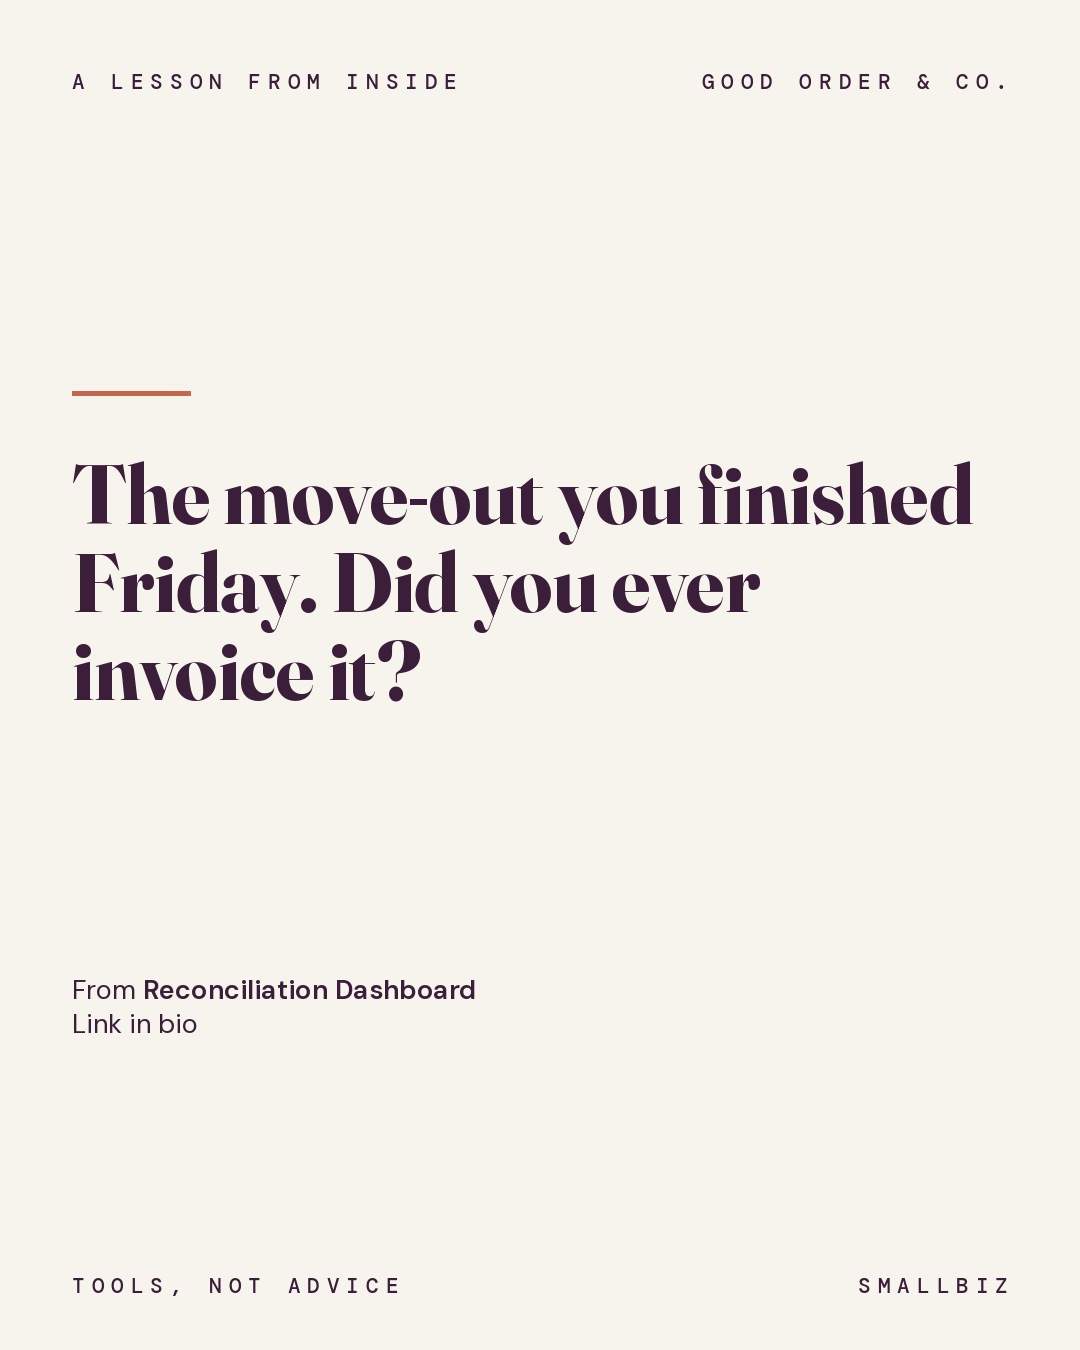 A LESSON FROM INSIDE
GOOD ORDER & CO.
The move-out you finished
Friday. Did you ever
invoice it?
From Reconciliation Dashboard
Link in bio
TOOLS, NOT ADVICE
SMALLBIZ